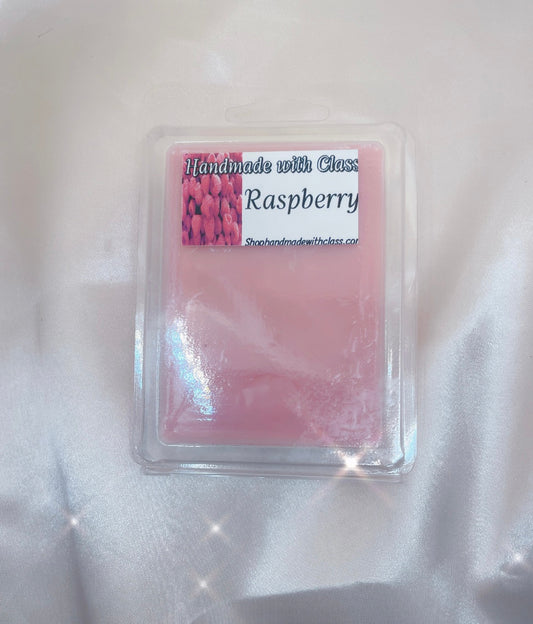 Handmade with Class
Raspberry
Shophandmadewithclass.com